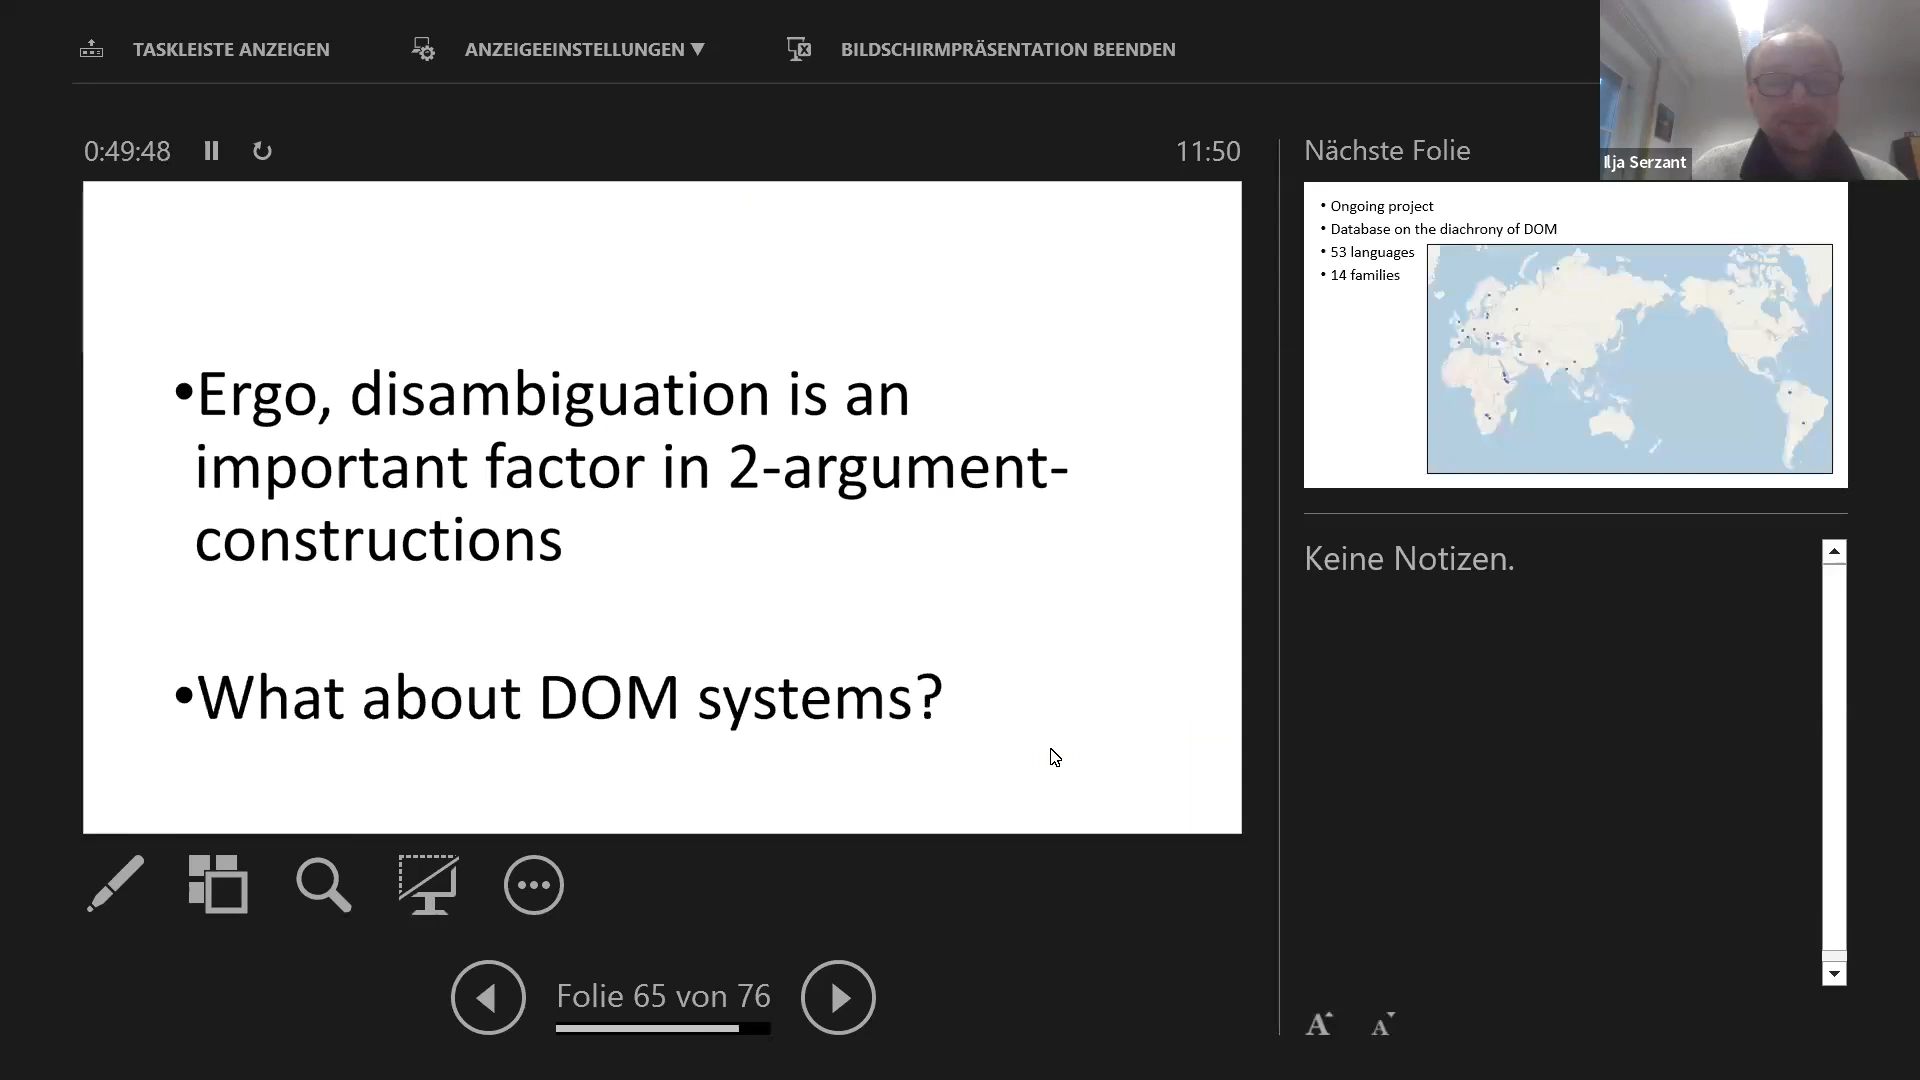 TASKLEISTE ANZEIGEN
ANZEIGEEINSTELLUNGEN ▼
BILDSCHIRMPRÄSENTATION BEENDEN
Ilja Serzant
0:49:48
11:50
Nächste Folie
• Ergo, disambiguation is an
important factor in 2-argument-
constructions
• What about DOM systems?
• Ongoing project
• Database on the diachrony of DOM
• 53 languages
• 14 families
Keine Notizen.
Folie 65 von 76
A
A